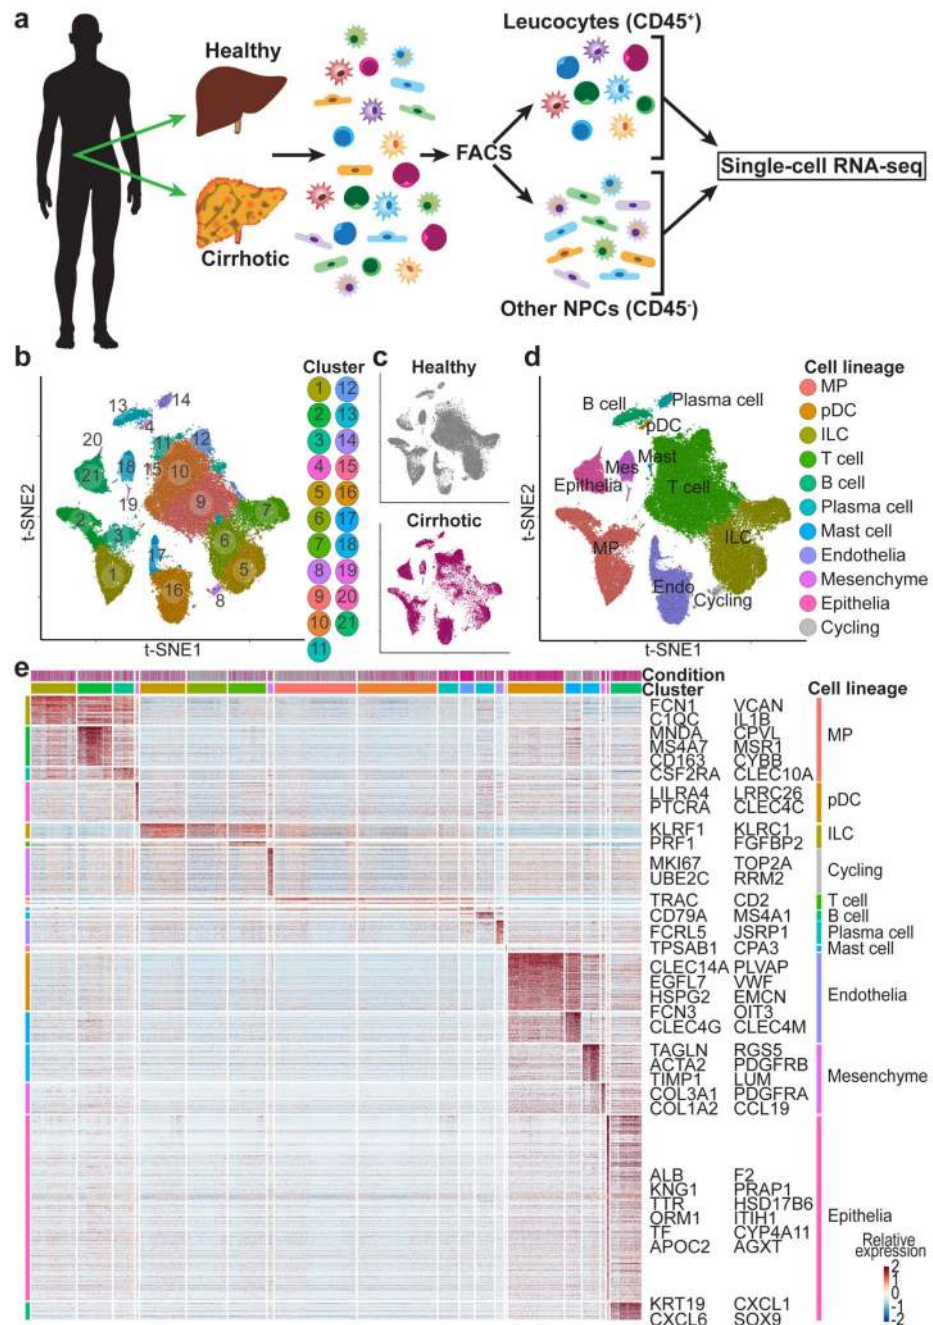 a
Healthy
Cirrhotic
FACS
Leucocytes (CD45⁺)
Other NPCs (CD45⁻)
Single-cell RNA-seq
b
t-SNE2
t-SNE1
14
13
4
20
11
12
21
18
15
10
19
9
7
2
3
6
17
1
16
5
8
Cluster
1 12
2 13
3 14
4 15
5 16
6 17
7 18
8 19
9 20
10 21
11
c
Healthy
Cirrhotic
d
t-SNE2
t-SNE1
B cell
Plasma cell
pDC
Mast
Mes
Epithelia
T cell
MP
ILC
Endo
Cycling
Cell lineage
MP
pDC
ILC
T cell
B cell
Plasma cell
Mast cell
Endothelia
Mesenchyme
Epithelia
Cycling
e
Condition
Cluster
Cell lineage
FCN1 VCAN
C1QC IL1B
MNDA CPVL
MS4A7 MSR1
CD163 CYBB
CSF2RA CLEC10A
MP
LILRA4 LRRC26
PTCRA CLEC4C
pDC
KLRF1 KLRC1
PRF1 FGFBP2
ILC
MKI67 TOP2A
UBE2C RRM2
Cycling
TRAC CD2
T cell
CD79A MS4A1
B cell
FCRL5 JSRP1
Plasma cell
TPSAB1 CPA3
Mast cell
CLEC14A PLVAP
EGFL7 VWF
HSPG2 EMCN
FCN3 OIT3
CLEC4G CLEC4M
Endothelia
TAGLN RGS5
ACTA2 PDGFRB
TIMP1 LUM
COL3A1 PDGFRA
COL1A2 CCL19
Mesenchyme
ALB F2
KNG1 PRAP1
TTR HSD17B6
ORM1 ITIH1
TF CYP4A11
APOC2 AGXT
KRT19 CXCL1
CXCL6 SOX9
Epithelia
Relative
expression
2
1
0
-1
-2